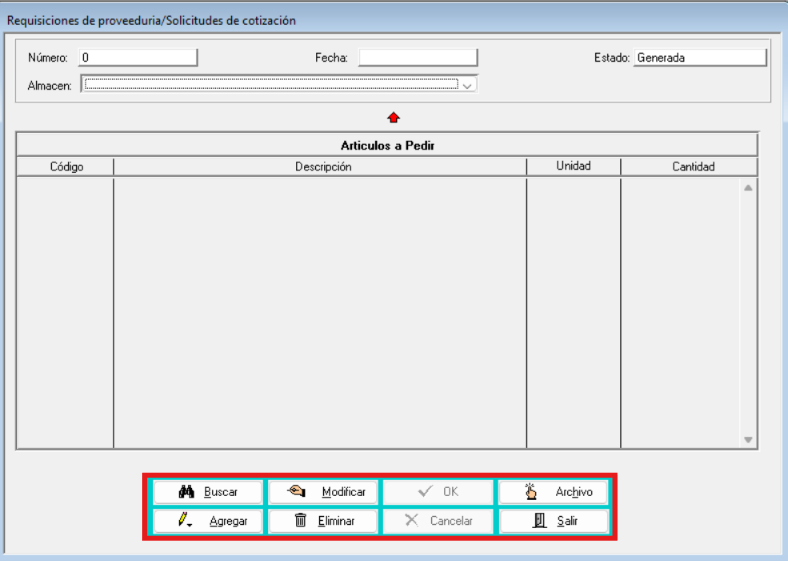 Requisiciones de proveeduria/Solicitudes de cotización
Número: 0 Fecha: Estado: Generada
Almacen:
Articulos a Pedir
Código Descripción Unidad Cantidad
Buscar Modificar OK Archivo
Agregar Eliminar Cancelar Salir